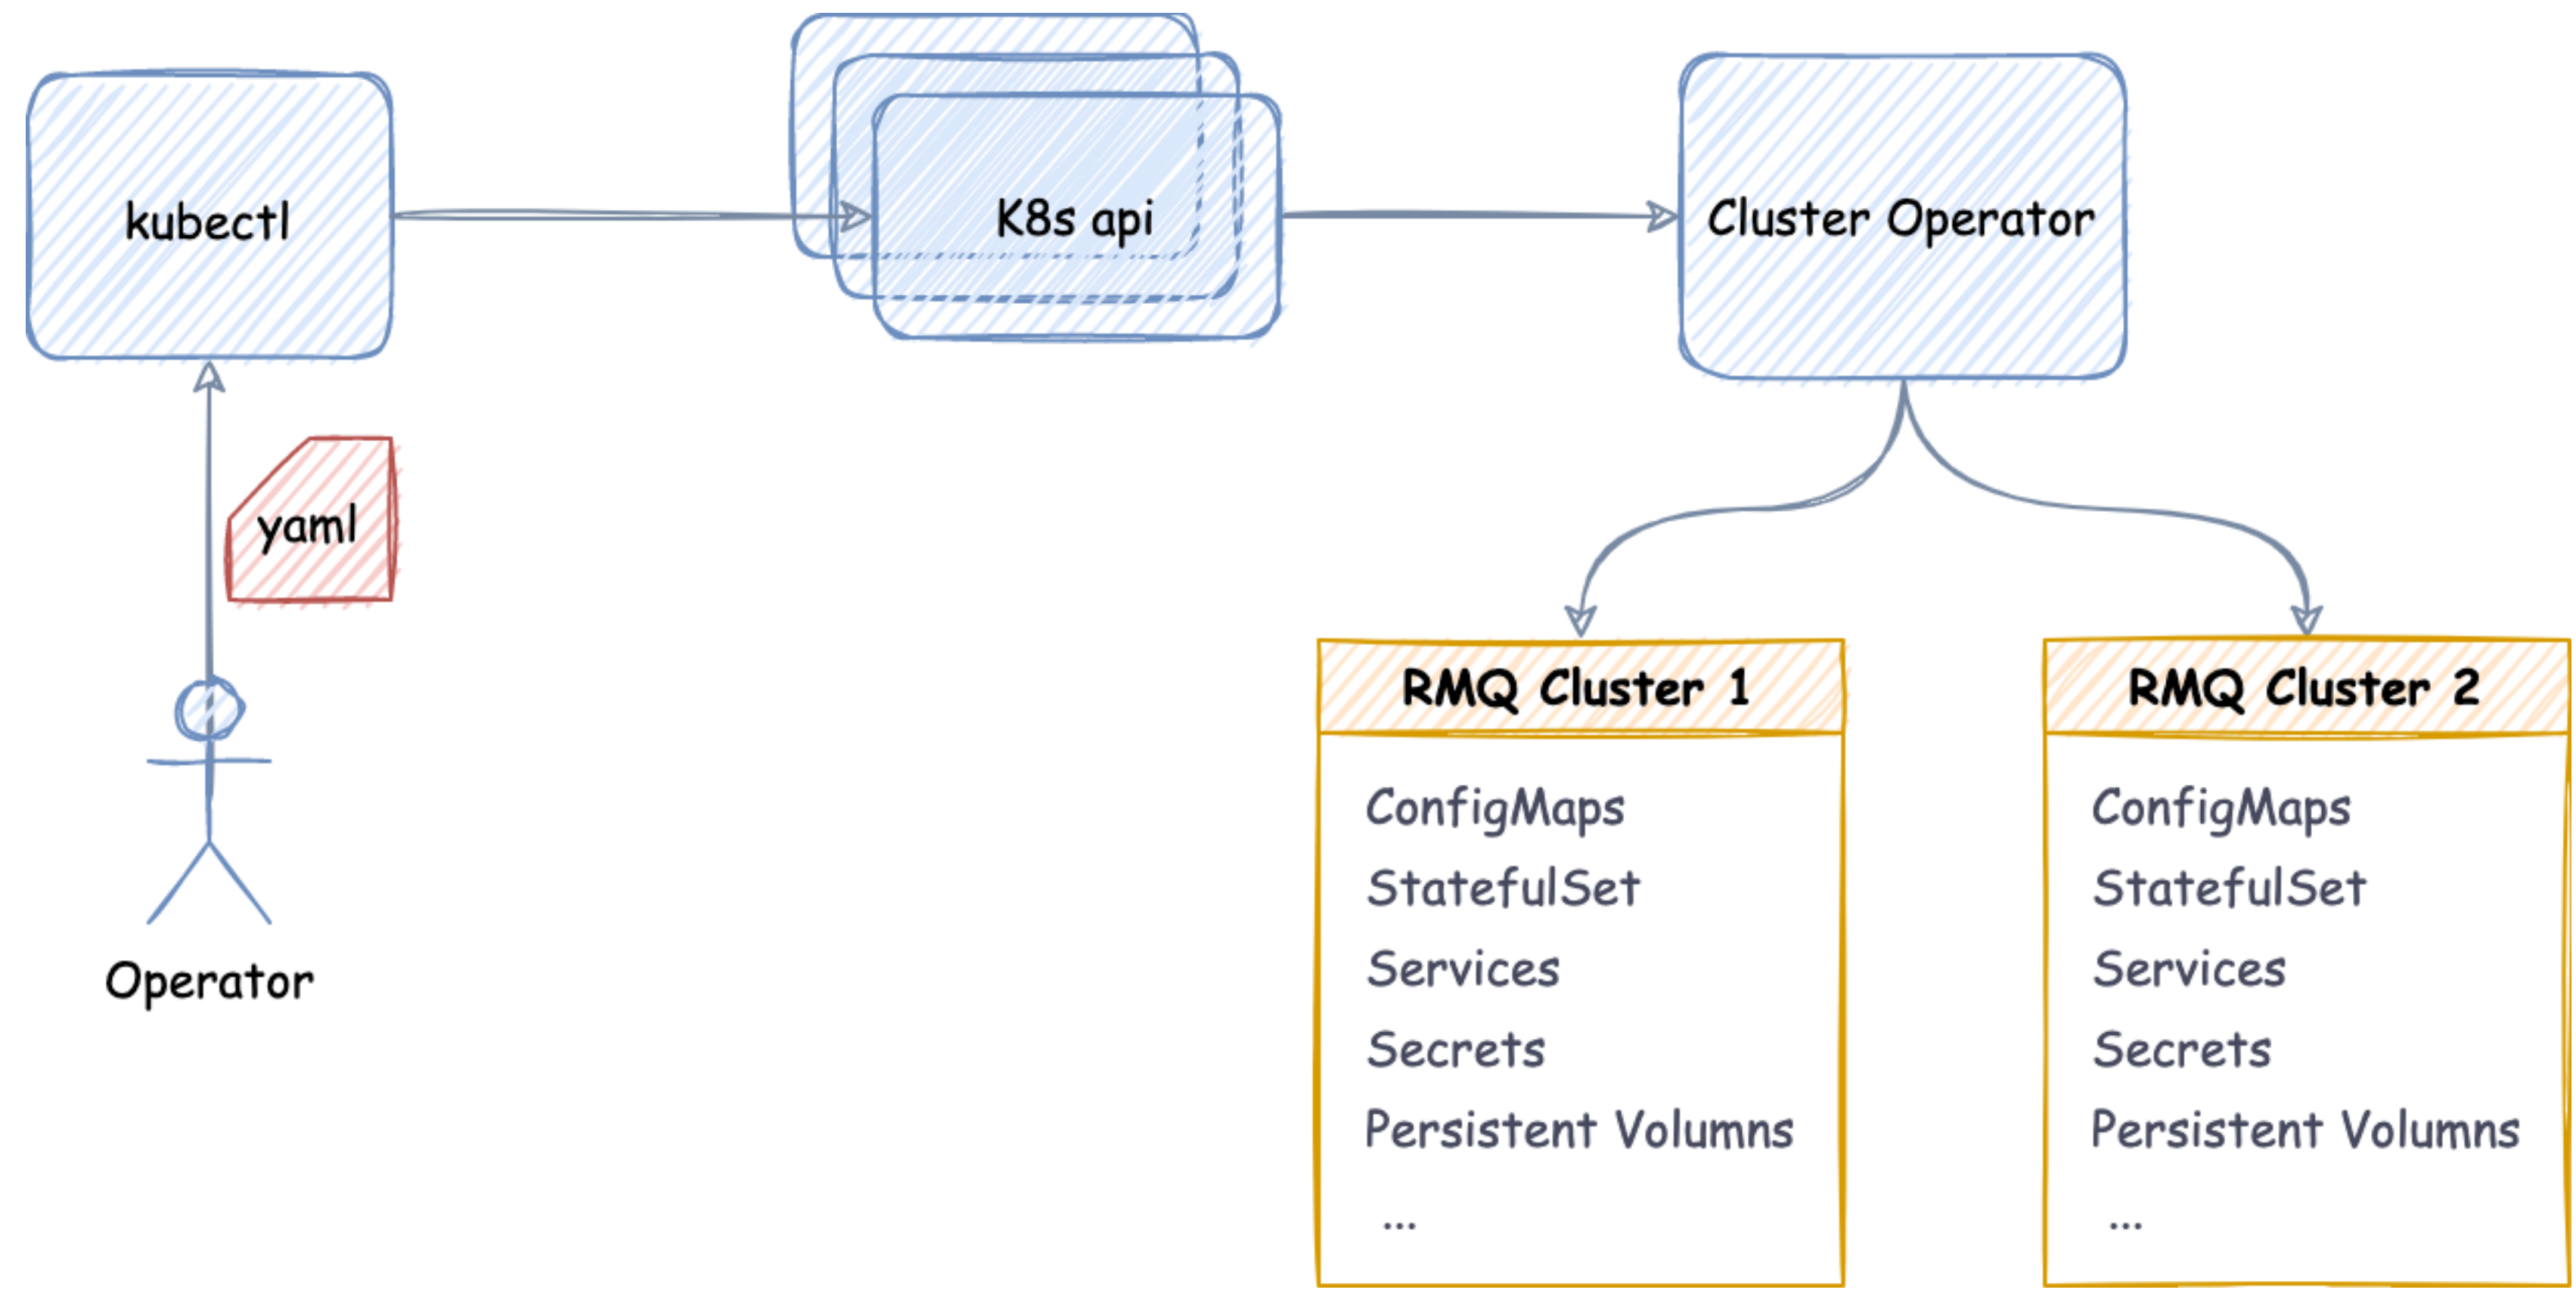 kubectl
K8s api
Cluster Operator
yaml
Operator
RMQ Cluster 1
ConfigMaps
StatefulSet
Services
Secrets
Persistent Volumns
...
RMQ Cluster 2
ConfigMaps
StatefulSet
Services
Secrets
Persistent Volumns
...